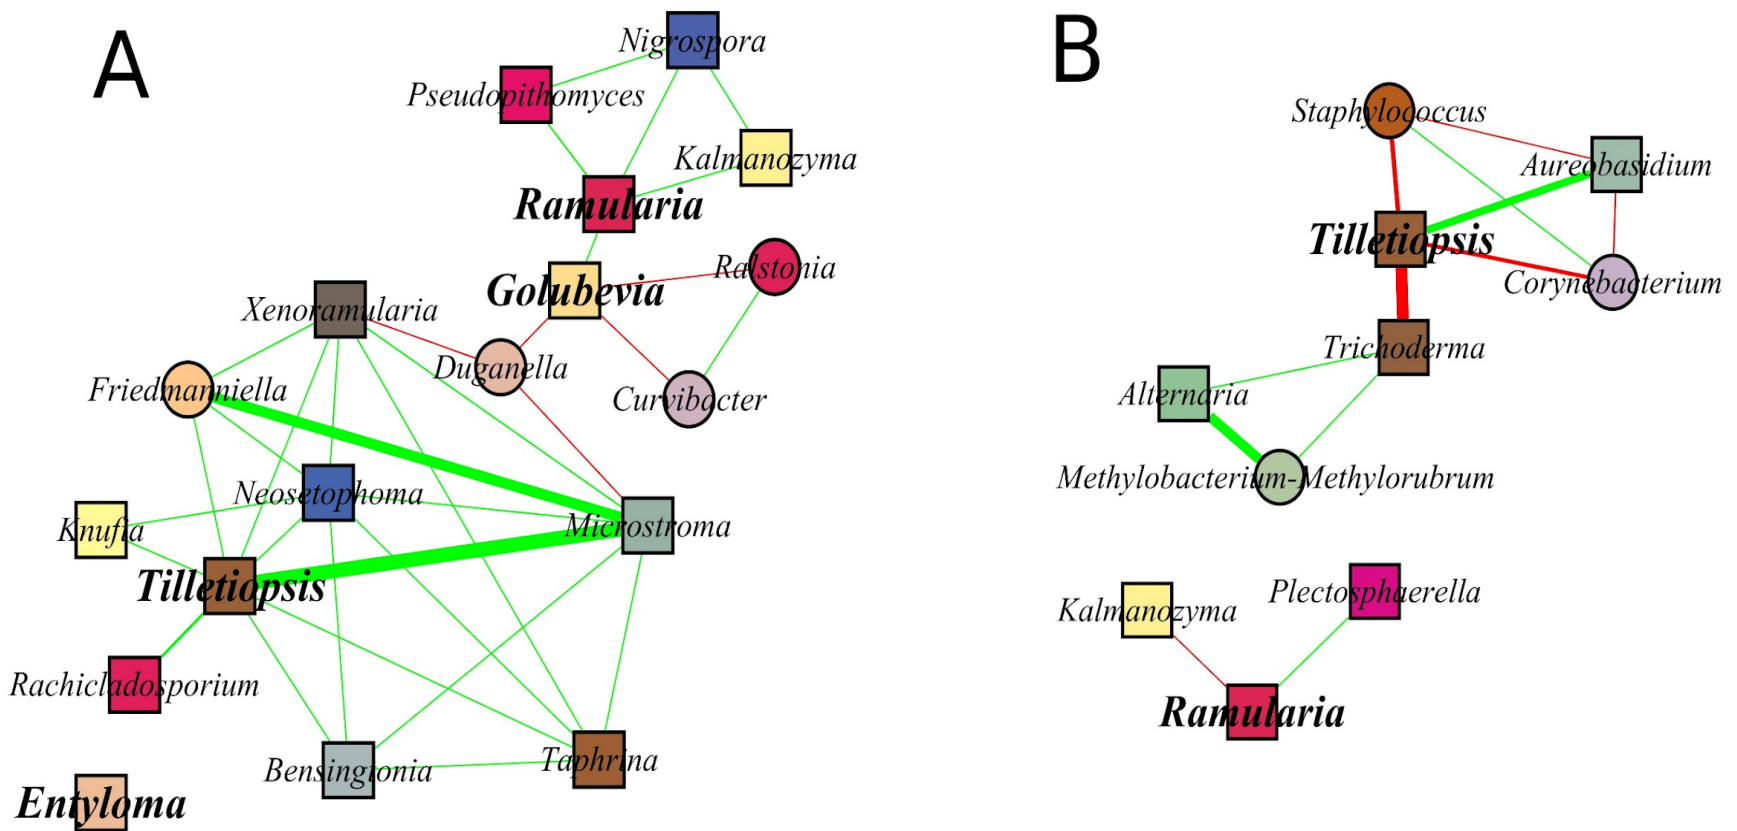 A
Nigrospora
Pseudopithomyces
Kalmanozyma
Ramularia
Ralstonia
Golubevia
Xenoramularia
Duganella
Friedmanniella
Curvibacter
Neosetophoma
Knufia
Microstroma
Tilletiopsis
Rachicladosporium
Bensingtonia
Taphrina
Entyloma
B
Staphylococcus
Aureobasidium
Tilletiopsis
Corynebacterium
Trichoderma
Alternaria
Methylobacterium-Methylorubrum
Plectosphaerella
Kalmanozyma
Ramularia